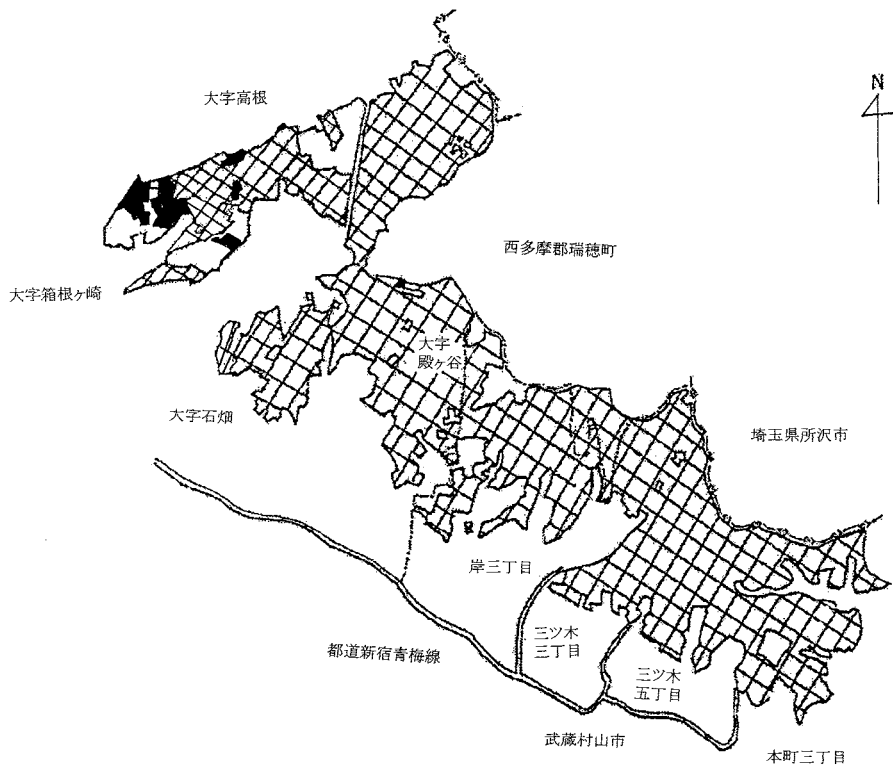 大字高根
N
西多摩郡瑞穂町
大字箱根ヶ崎
大字
殿ヶ谷
大字石畑
埼玉県所沢市
岸三丁目
三ツ木
三丁目
都道新宿青梅線
三ツ木
五丁目
武蔵村山市
本町三丁目